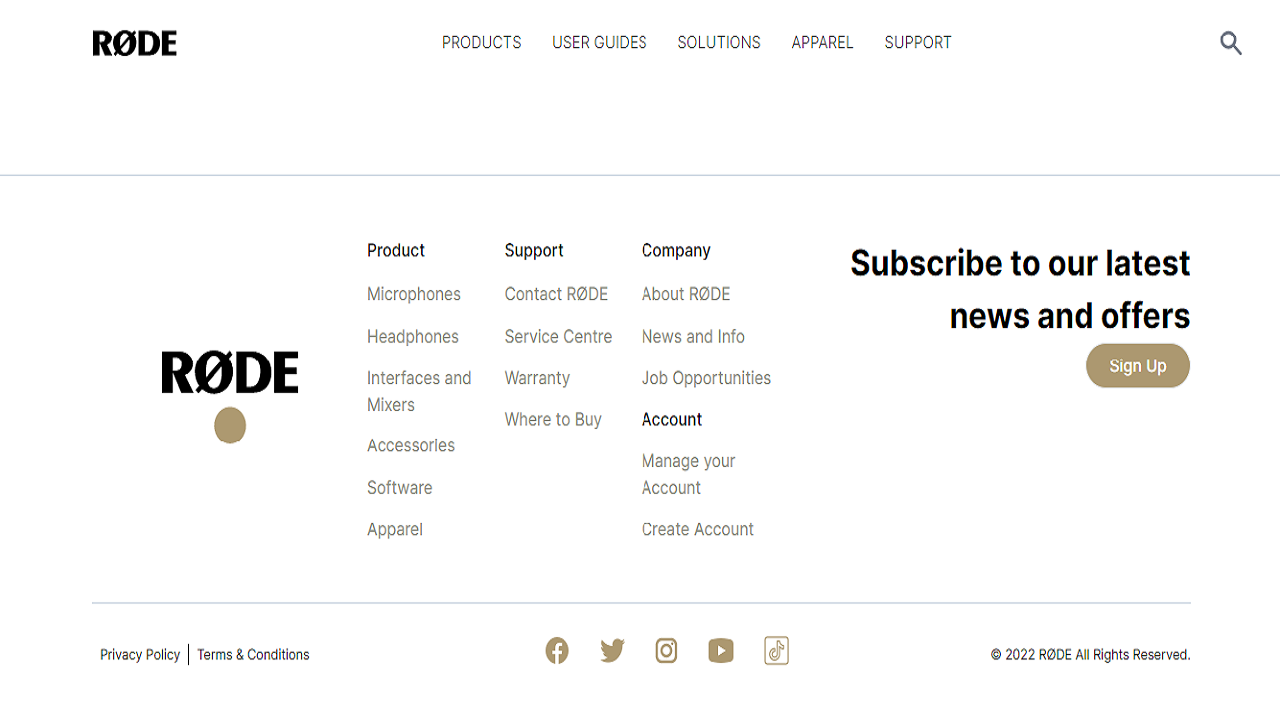 RØDE
PRODUCTS
USER GUIDES
SOLUTIONS
APPAREL
SUPPORT
RØDE
Product
Microphones
Headphones
Interfaces and
Mixers
Accessories
Software
Apparel
Support
Contact RØDE
Service Centre
Warranty
Where to Buy
Company
About RØDE
News and Info
Job Opportunities
Account
Manage your
Account
Create Account
Subscribe to our latest
news and offers
Sign Up
Privacy Policy
Terms & Conditions
© 2022 RØDE All Rights Reserved.